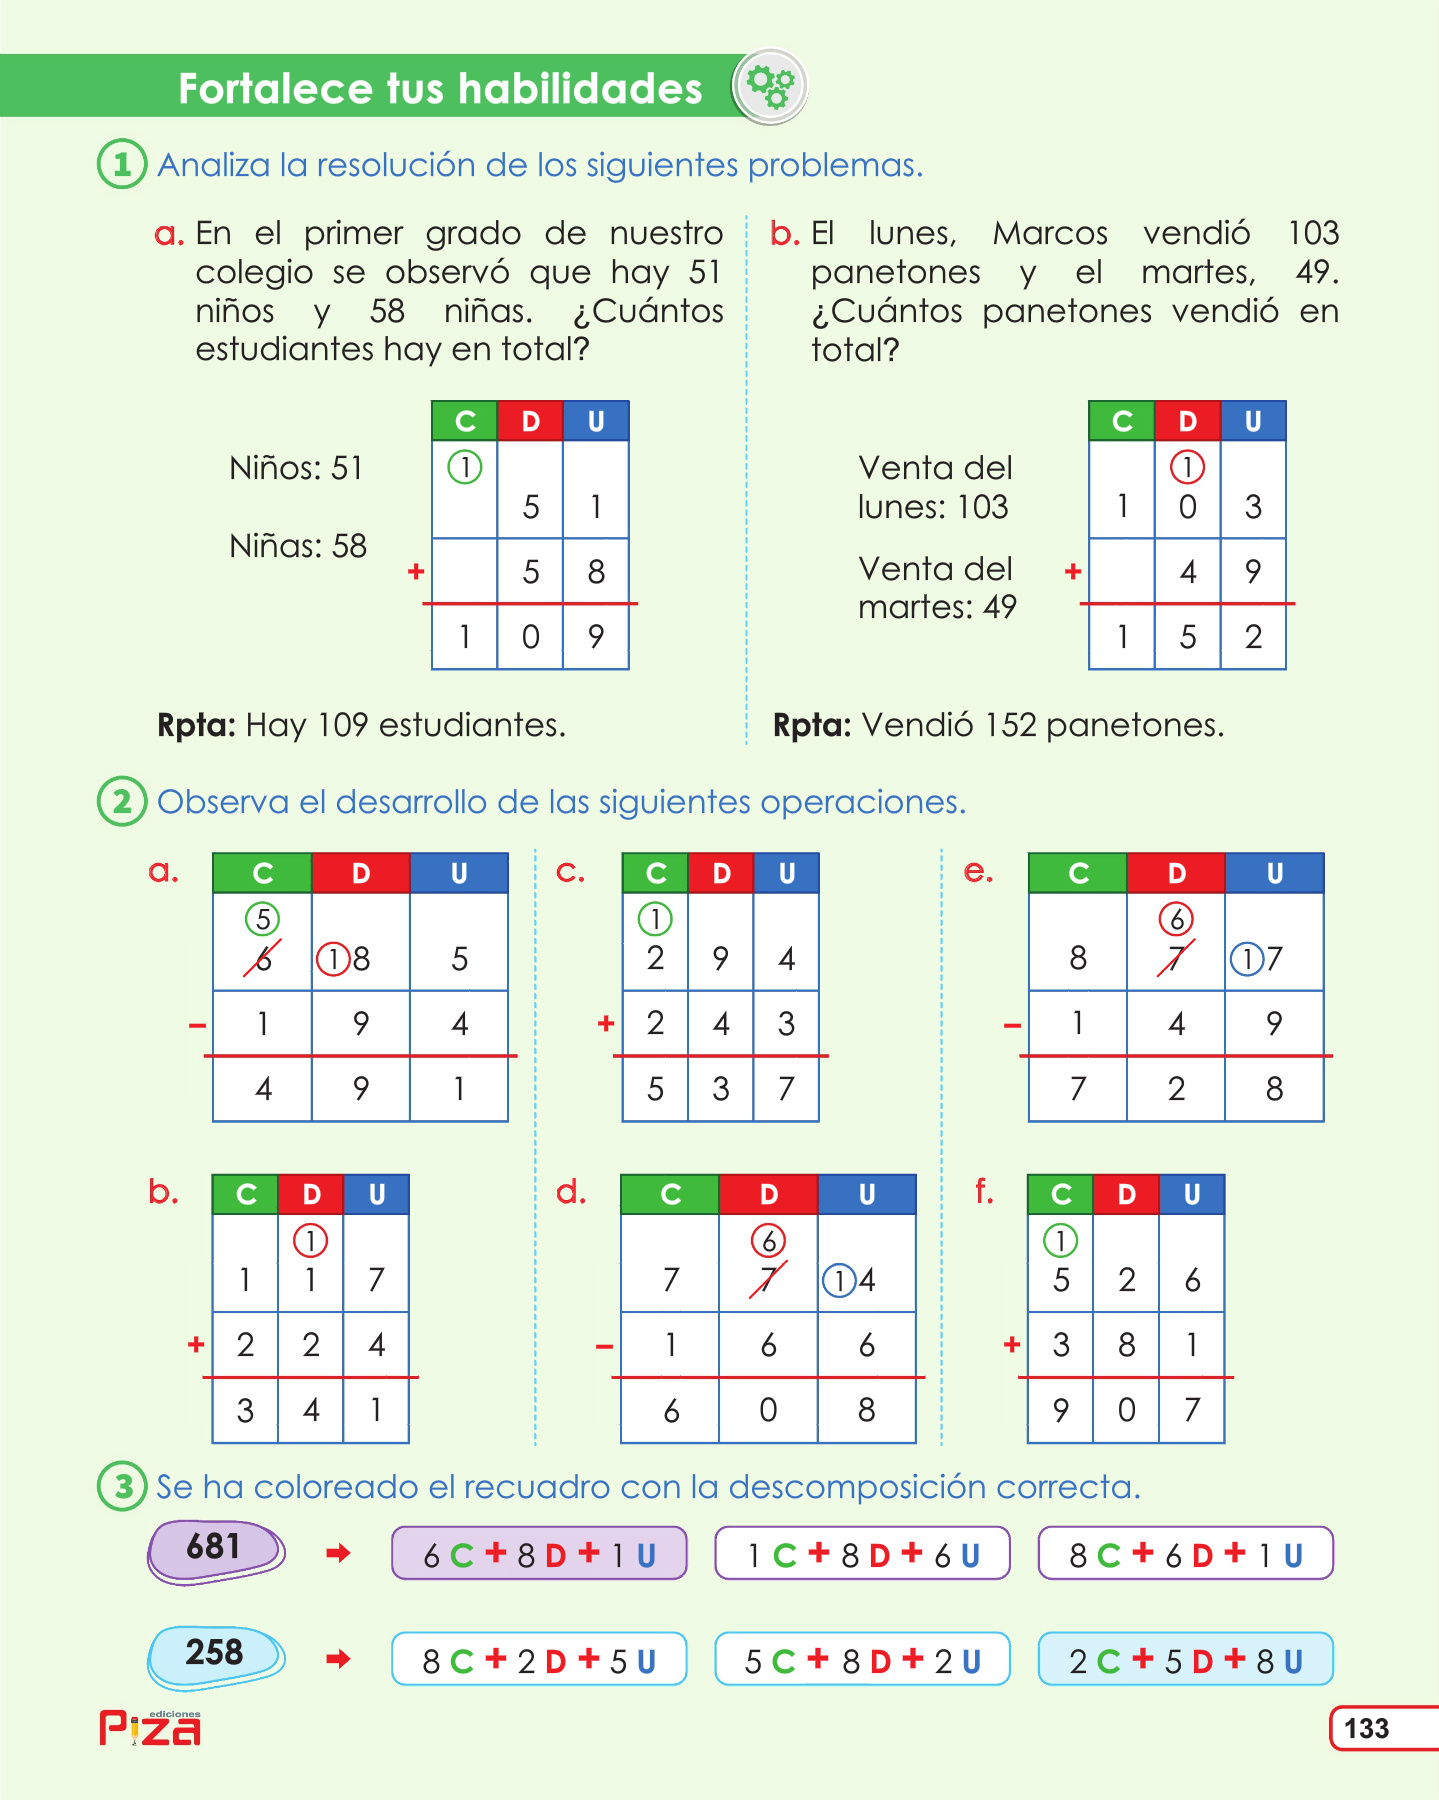 Fortalece tus habilidades
1 Analiza la resolución de los siguientes problemas.
a. En el primer grado de nuestro
colegio se observó que hay 51
niños y 58 niñas. ¿Cuántos
estudiantes hay en total?
C D U
Niños: 51
1
5 1
Niñas: 58
+ 5 8
1 0 9
Rpta: Hay 109 estudiantes.
b. El lunes, Marcos vendió 103
panetones y el martes, 49.
¿Cuántos panetones vendió en
total?
C D U
Venta del
lunes: 103
1
1 0 3
Venta del
martes: 49
+ 4 9
1 5 2
Rpta: Vendió 152 panetones.
2 Observa el desarrollo de las siguientes operaciones.
a. C D U
5
6 18 5
– 1 9 4
4 9 1
b. C D U
1
1 1 7
+ 2 2 4
3 4 1
c. C D U
1
2 9 4
+ 2 4 3
5 3 7
d. C D U
6
7 7 14
– 1 6 6
6 0 8
e. C D U
6
8 7 17
– 1 4 9
7 2 8
f. C D U
1
5 2 6
+ 3 8 1
9 0 7
3 Se ha coloreado el recuadro con la descomposición correcta.
681 6 C + 8 D + 1 U 1 C + 8 D + 6 U 8 C + 6 D + 1 U
258 8 C + 2 D + 5 U 5 C + 8 D + 2 U 2 C + 5 D + 8 U
ediciones
Piza
133